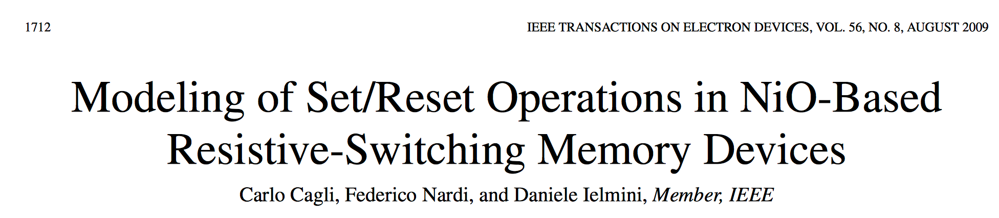 1712
IEEE TRANSACTIONS ON ELECTRON DEVICES, VOL. 56, NO. 8, AUGUST 2009
Modeling of Set/Reset Operations in NiO-Based
Resistive-Switching Memory Devices
Carlo Cagli, Federico Nardi, and Daniele Ielmini, Member, IEEE